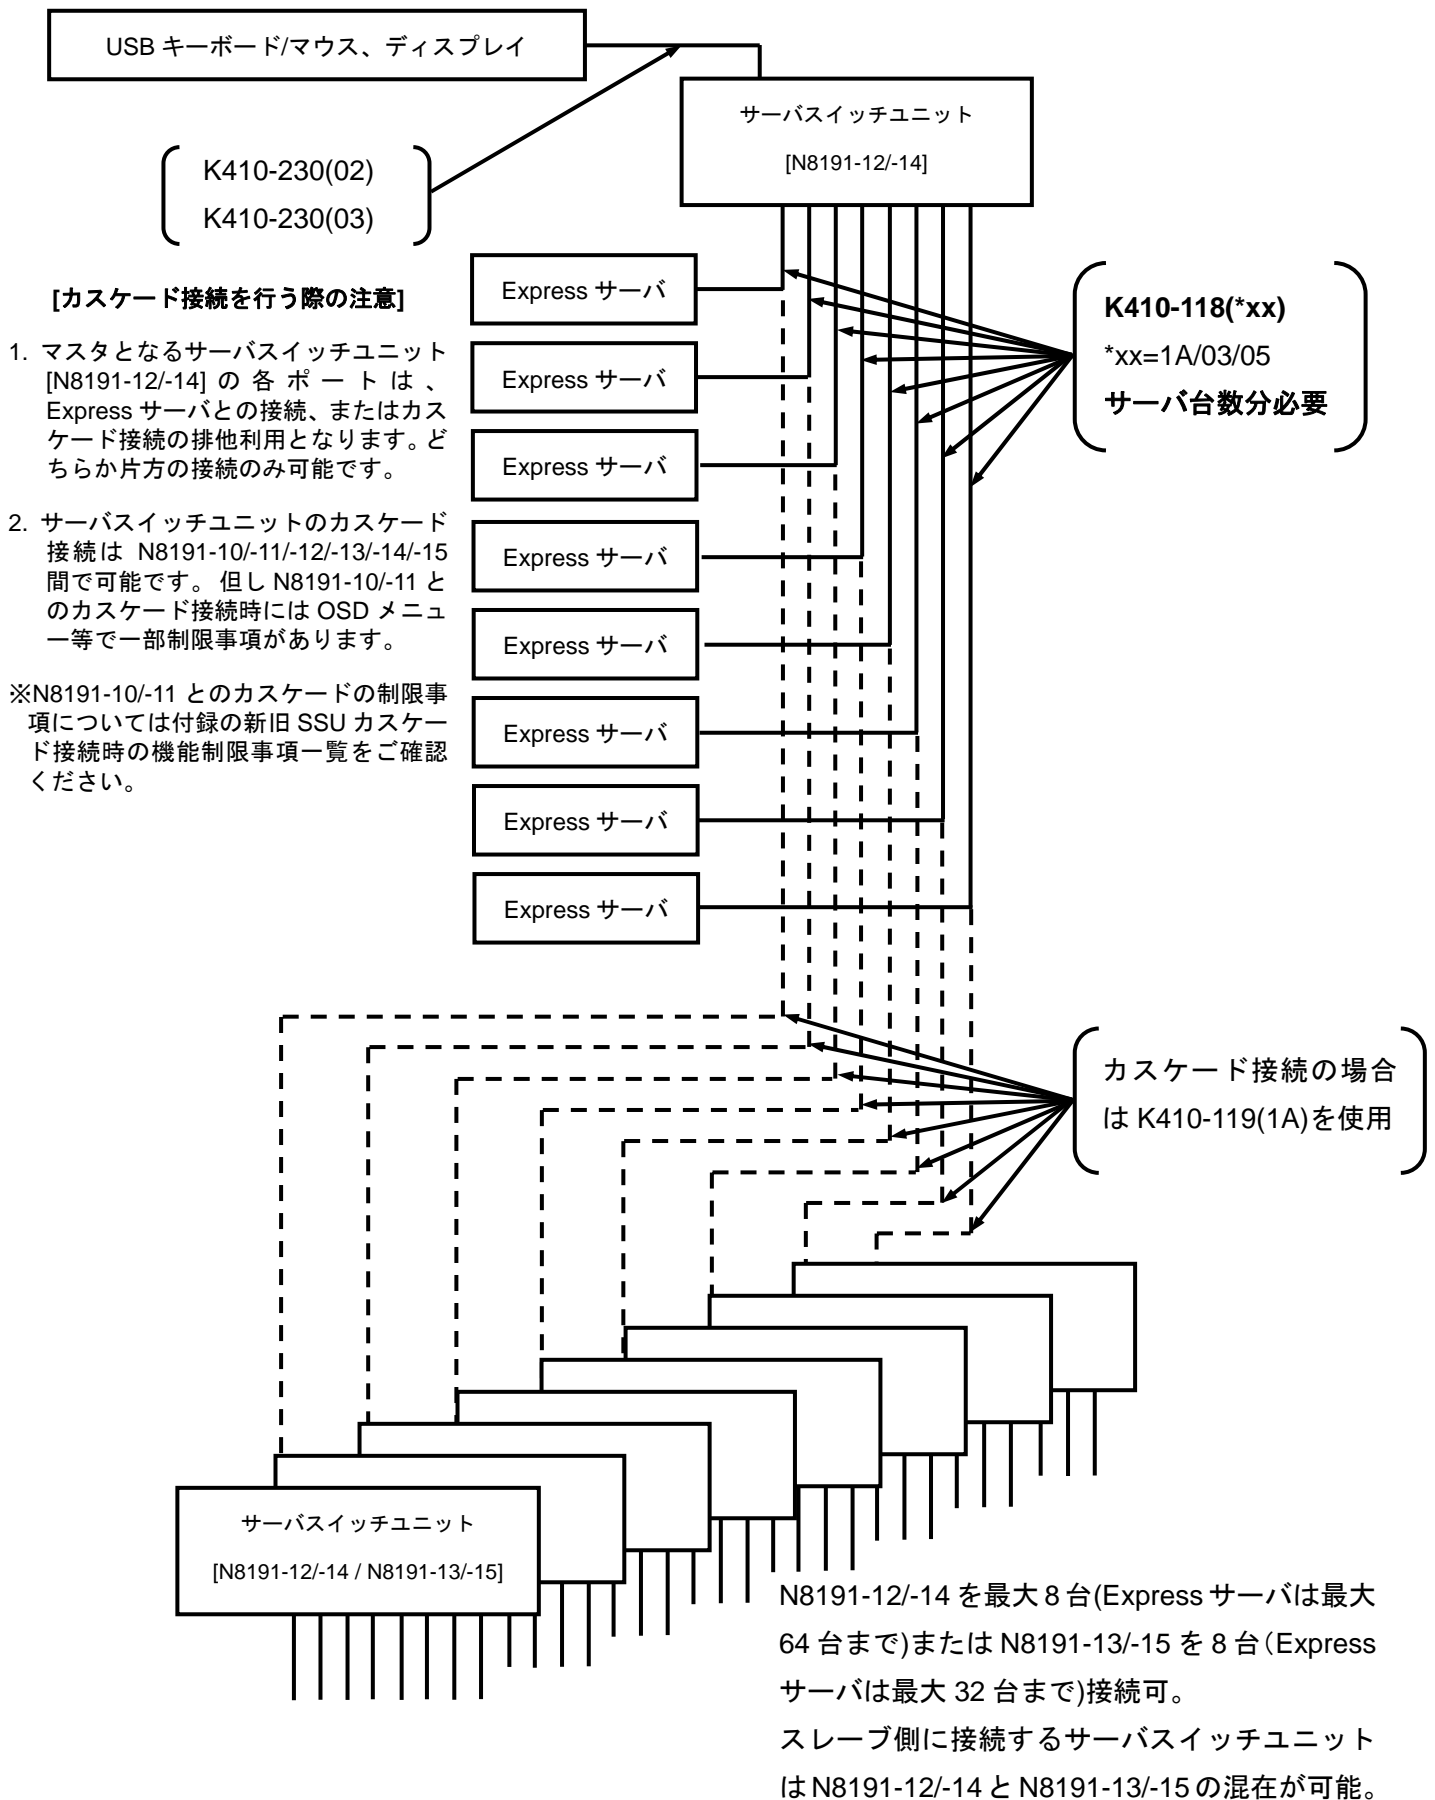 USB キーボード/マウス、ディスプレイ
サーバスイッチユニット
[N8191-12/-14]
K410-230(02)
K410-230(03)
[カスケード接続を行う際の注意]
1. マスタとなるサーバスイッチユニット
[N8191-12/-14] の各ポートは、
Express サーバとの接続、またはカス
ケード接続の排他利用となります。ど
ちらか片方の接続のみ可能です。
2. サーバスイッチユニットのカスケード
接続は N8191-10/-11/-12/-13/-14/-15
間で可能です。但し N8191-10/-11 と
のカスケード接続時には OSD メニュ
ー等で一部制限事項があります。
※N8191-10/-11 とのカスケードの制限事
項については付録の新旧 SSU カスケー
ド接続時の機能制限事項一覧をご確認
ください。
Express サーバ
Express サーバ
Express サーバ
Express サーバ
Express サーバ
Express サーバ
Express サーバ
Express サーバ
K410-118(*xx)
*xx=1A/03/05
サーバ台数分必要
カスケード接続の場合
は K410-119(1A)を使用
サーバスイッチユニット
[N8191-12/-14 / N8191-13/-15]
N8191-12/-14 を最大 8 台(Express サーバは最大
64 台まで)または N8191-13/-15 を 8 台(Express
サーバは最大 32 台まで)接続可。
スレーブ側に接続するサーバスイッチユニット
は N8191-12/-14 と N8191-13/-15 の混在が可能。